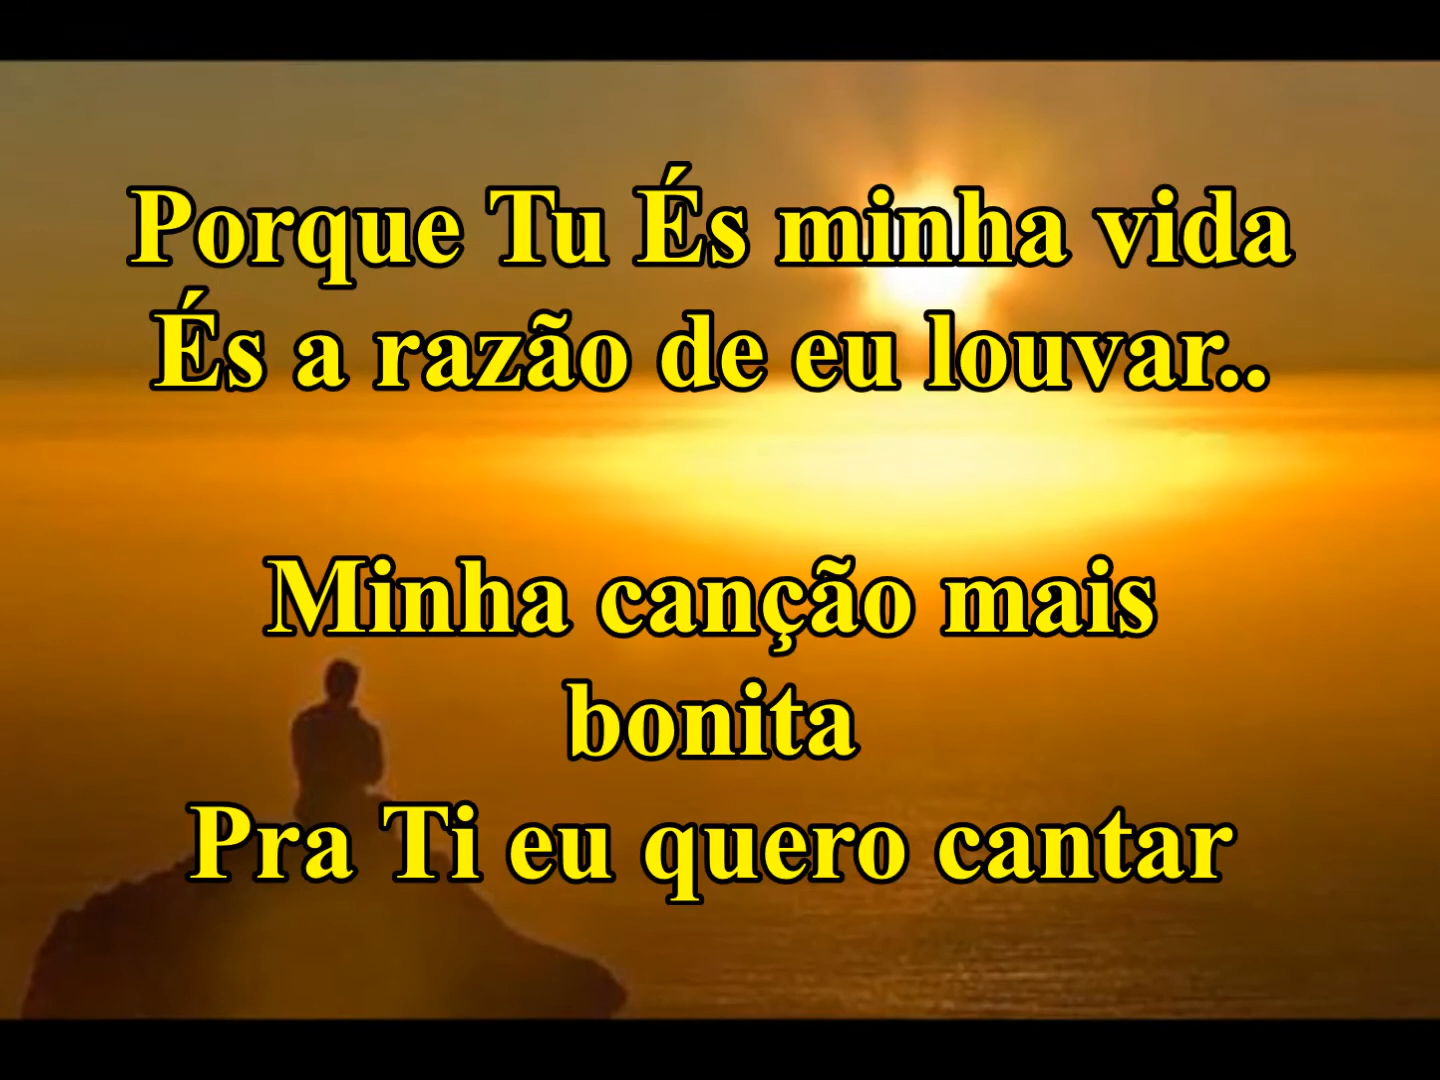 Porque Tu És minha vida
És a razão de eu louvar..
Minha canção mais
bonita
Pra Ti eu quero cantar